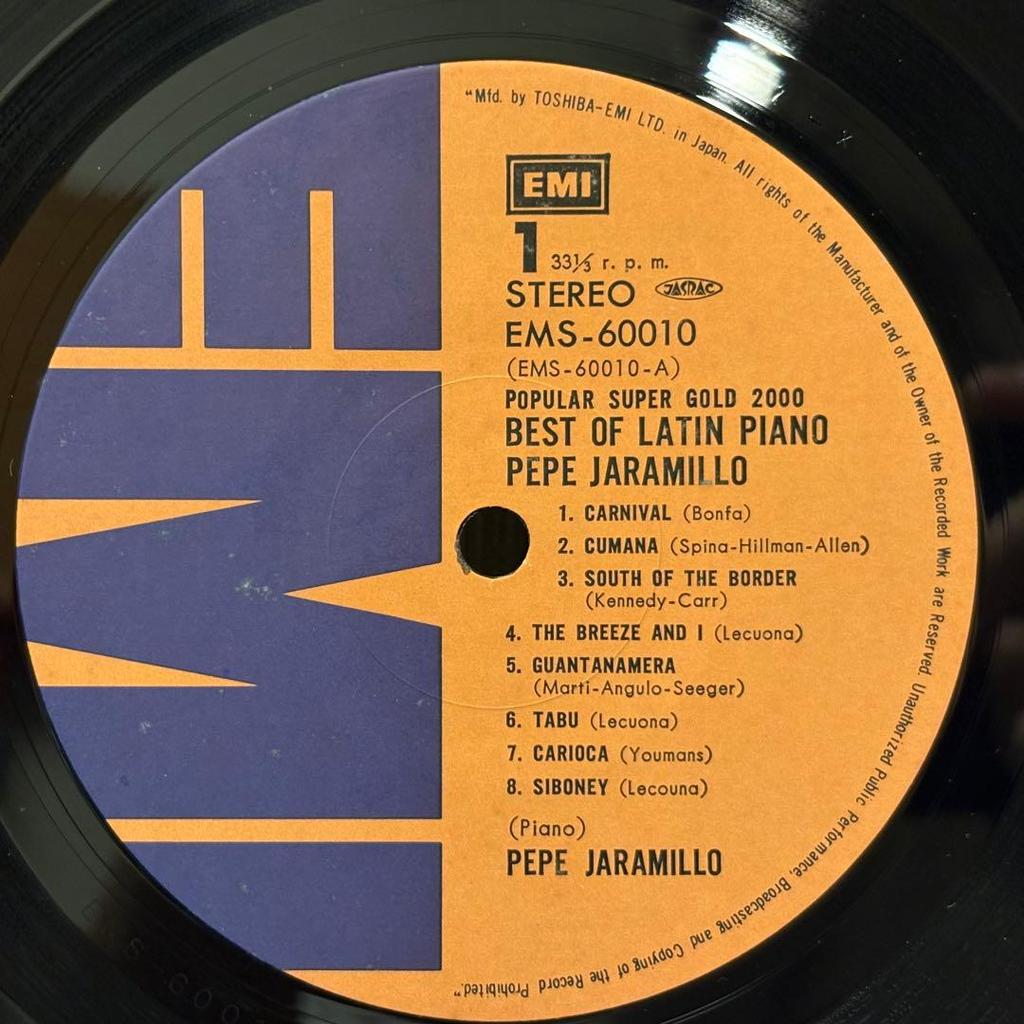 "Mfd. by TOSHIBA-EMI LTD. in Japan. All rights of the Manufacturer and of the Owner of the Recorded Work are Reserved. Unauthorized Public Performance, Broadcasting and Copying of the Record Prohibited."
EMI
1 33⅓ r. p. m.
STEREO JASRAC
EMS-60010
(EMS-60010-A)
POPULAR SUPER GOLD 2000
BEST OF LATIN PIANO
PEPE JARAMILLO
1. CARNIVAL (Bonfa)
2. CUMANA (Spina-Hillman-Allen)
3. SOUTH OF THE BORDER
(Kennedy-Carr)
4. THE BREEZE AND I (Lecuona)
5. GUANTANAMERA
(Marti-Angulo-Seeger)
6. TABU (Lecuona)
7. CARIOCA (Youmans)
8. SIBONEY (Lecouna)
(Piano)
PEPE JARAMILLO
EMI